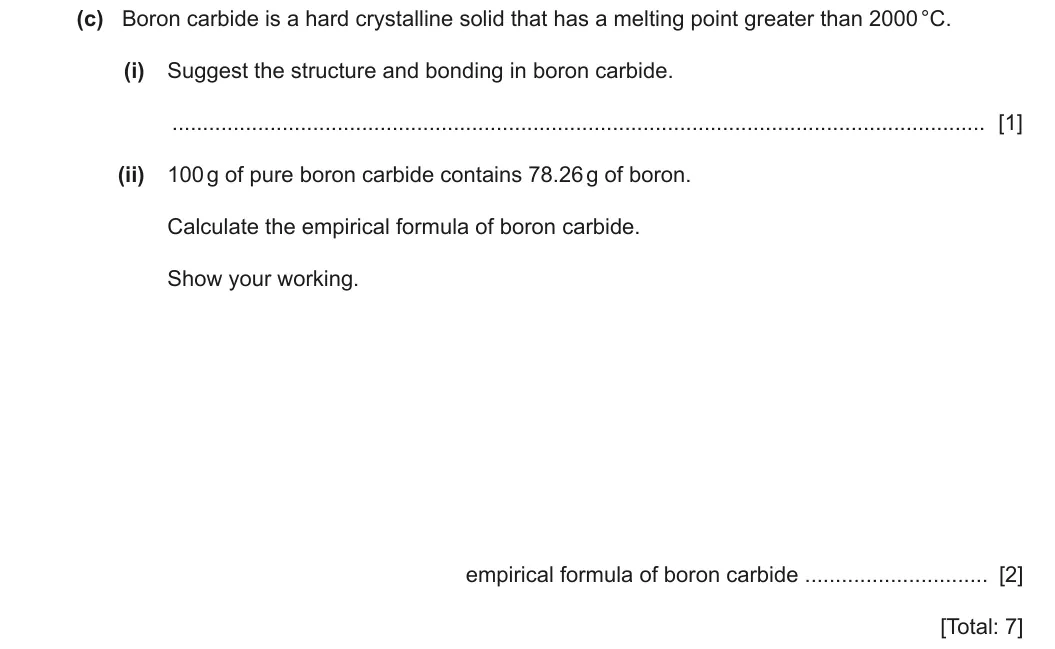 (c) Boron carbide is a hard crystalline solid that has a melting point greater than 2000 °C.
(i) Suggest the structure and bonding in boron carbide.
...................................................................................................................................... [1]
(ii) 100 g of pure boron carbide contains 78.26 g of boron.
Calculate the empirical formula of boron carbide.
Show your working.
empirical formula of boron carbide .............................. [2]
[Total: 7]